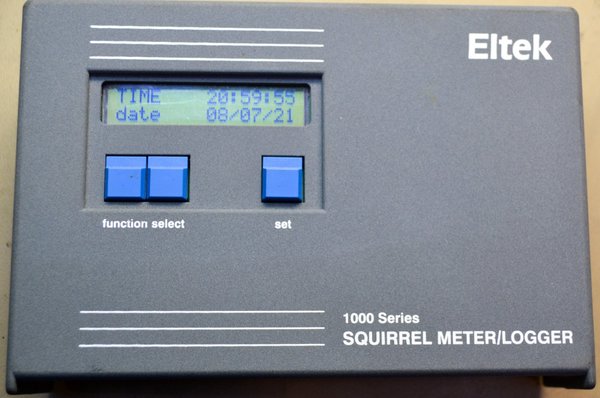 Eltek
TIME 20:59:55
date 08/07/21
function select
set
1000 Series
SQUIRREL METER/LOGGER